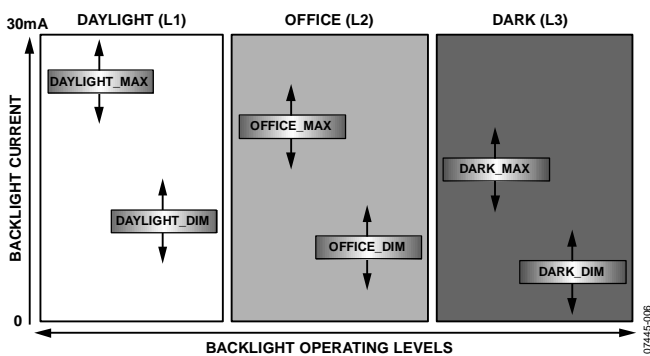 30mA
DAYLIGHT (L1)
OFFICE (L2)
DARK (L3)
BACKLIGHT CURRENT
DAYLIGHT_MAX
OFFICE_MAX
DARK_MAX
DAYLIGHT_DIM
OFFICE_DIM
DARK_DIM
0
BACKLIGHT OPERATING LEVELS
07445-006